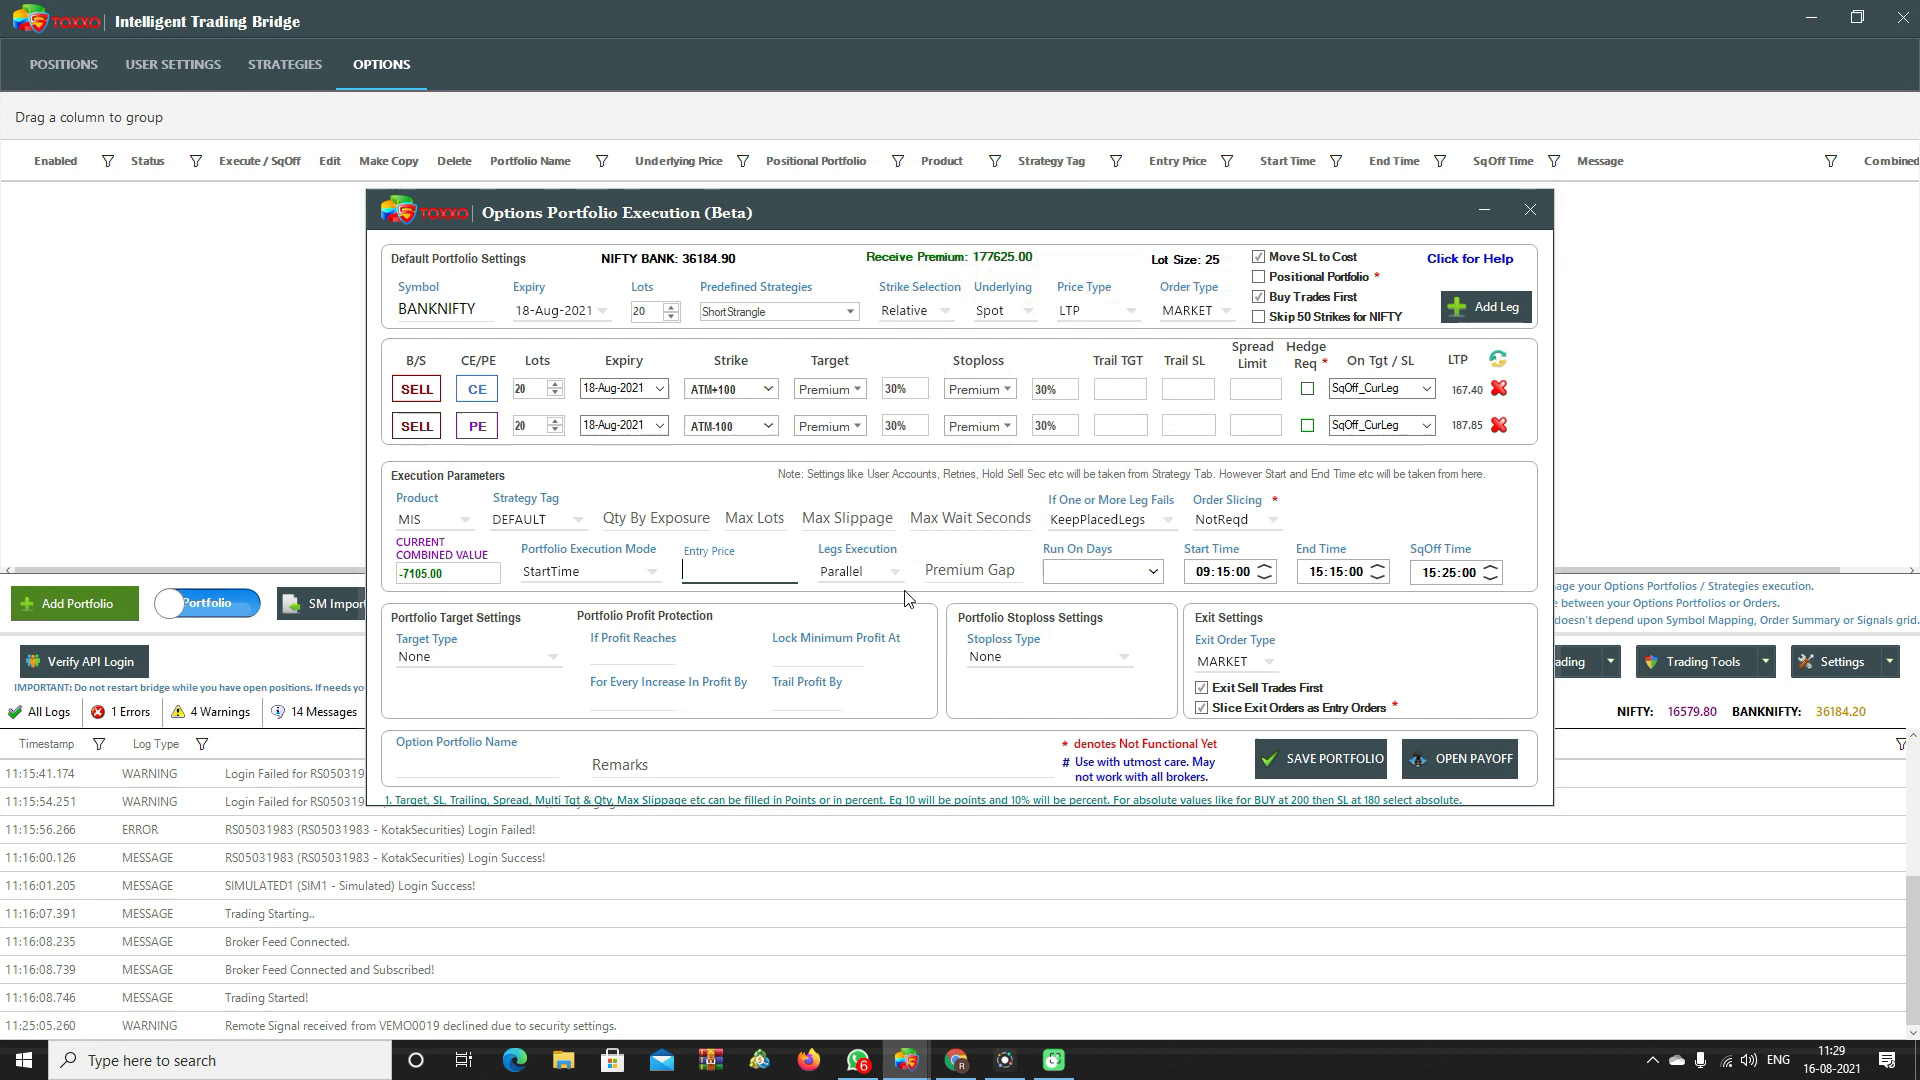 TOXXO | Intelligent Trading Bridge
POSITIONS USER SETTINGS STRATEGIES OPTIONS
Drag a column to group
Enabled Status Execute / SqOff Edit Make Copy Delete Portfolio Name Underlying Price Positional Portfolio Product Strategy Tag Entry Price Start Time End Time SqOff Time Message Combined
TOXXO | Options Portfolio Execution (Beta)
Default Portfolio Settings NIFTY BANK: 36184.90 Receive Premium: 177625.00 Lot Size: 25 Move SL to Cost Click for Help
Positional Portfolio *
Symbol Expiry Lots Predefined Strategies Strike Selection Underlying Price Type Order Type Buy Trades First
BANKNIFTY 18-Aug-2021 20 ShortStrangle Relative Spot LTP MARKET Skip 50 Strikes for NIFTY Add Leg
B/S CE/PE Lots Expiry Strike Target Stoploss Trail TGT Trail SL Spread Limit Hedge Req * On Tgt / SL LTP
SELL CE 20 18-Aug-2021 ATM+100 Premium 30% Premium 30% SqOff_CurLeg 167.40
SELL PE 20 18-Aug-2021 ATM-100 Premium 30% Premium 30% SqOff_CurLeg 187.85
Execution Parameters Note: Settings like User Accounts, Retries, Hold Sell Sec etc will be taken from Strategy Tab. However Start and End Time etc will be taken from here.
Product Strategy Tag If One or More Leg Fails Order Slicing *
MIS DEFAULT Qty By Exposure Max Lots Max Slippage Max Wait Seconds KeepPlacedLegs NotReqd
CURRENT COMBINED VALUE Portfolio Execution Mode Entry Price Legs Execution Run On Days Start Time End Time SqOff Time
-7105.00 StartTime Parallel Premium Gap 09:15:00 15:15:00 15:25:00
Add Portfolio Portfolio SM Impor
nage your Options Portfolios / Strategies execution.
e between your Options Portfolios or Orders.
doesn't depend upon Symbol Mapping, Order Summary or Signals grid.
Portfolio Target Settings Portfolio Profit Protection Portfolio Stoploss Settings Exit Settings
Target Type If Profit Reaches Lock Minimum Profit At Stoploss Type Exit Order Type
None None MARKET
For Every Increase In Profit By Trail Profit By Exit Sell Trades First
Slice Exit Orders as Entry Orders *
Verify API Login ading Trading Tools Settings
IMPORTANT: Do not restart bridge while you have open positions. If needs yo
All Logs 1 Errors 4 Warnings 14 Messages NIFTY: 16579.80 BANKNIFTY: 36184.20
Option Portfolio Name
Remarks
* denotes Not Functional Yet
# Use with utmost care. May
not work with all brokers.
SAVE PORTFOLIO OPEN PAYOFF
1. Target, SL, Trailing, Spread, Multi Tgt & Qty, Max Slippage etc can be filled in Points or in percent. Eg 10 will be points and 10% will be percent. For absolute values like for BUY at 200 then SL at 180 select absolute.
Timestamp Log Type
11:15:41.174 WARNING Login Failed for RS050319
11:15:54.251 WARNING Login Failed for RS050319
11:15:56.266 ERROR RS05031983 (RS05031983 - KotakSecurities) Login Failed!
11:16:00.126 MESSAGE RS05031983 (RS05031983 - KotakSecurities) Login Success!
11:16:01.205 MESSAGE SIMULATED1 (SIM1 - Simulated) Login Success!
11:16:07.391 MESSAGE Trading Starting..
11:16:08.235 MESSAGE Broker Feed Connected.
11:16:08.739 MESSAGE Broker Feed Connected and Subscribed!
11:16:08.746 MESSAGE Trading Started!
11:25:05.260 WARNING Remote Signal received from VEMO0019 declined due to security settings.
Type here to search 6 ENG 11:29
16-08-2021